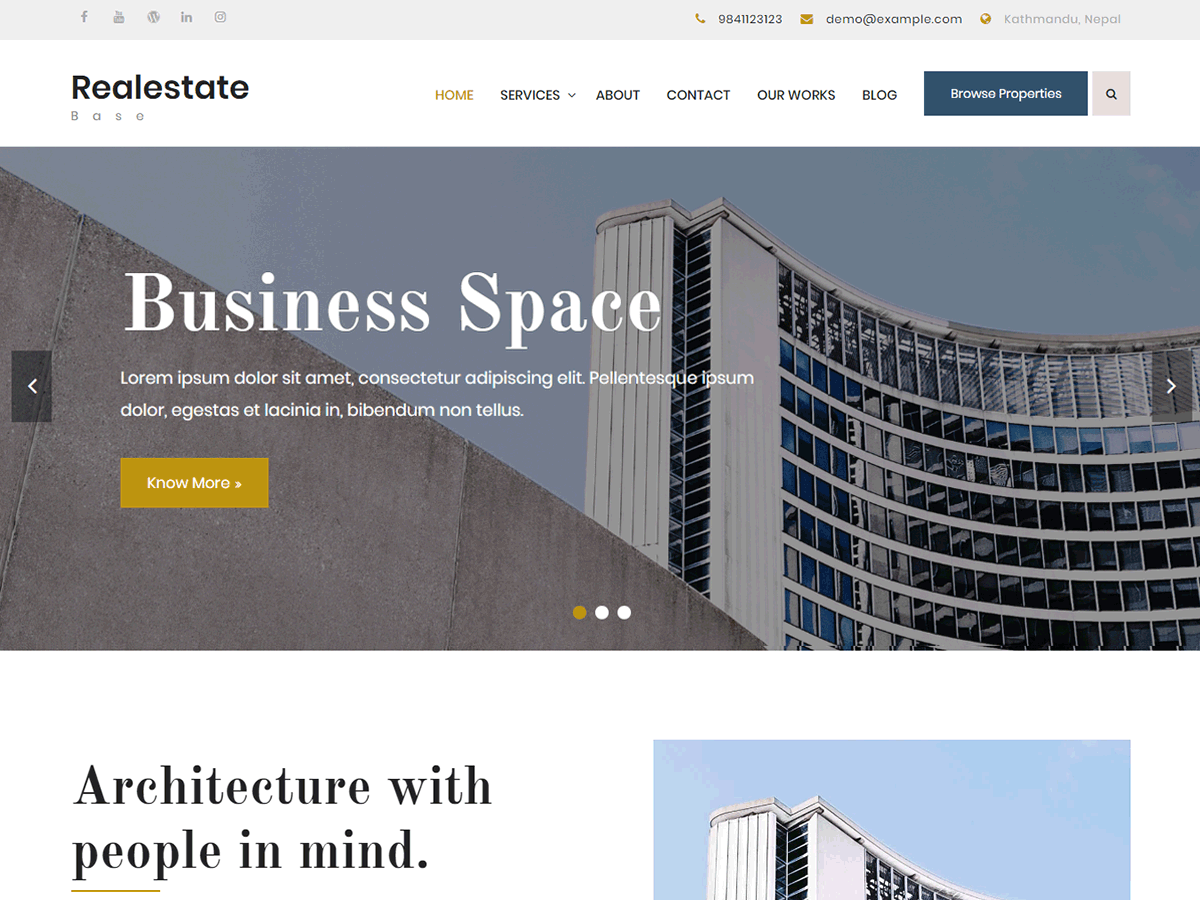 9841123123 demo@example.com Kathmandu, Nepal
Realestate
Base
HOME SERVICES ABOUT CONTACT OUR WORKS BLOG Browse Properties
Business Space
Lorem ipsum dolor sit amet, consectetur adipiscing elit. Pellentesque ipsum
dolor, egestas et lacinia in, bibendum non tellus.
Know More »
Architecture with
people in mind.